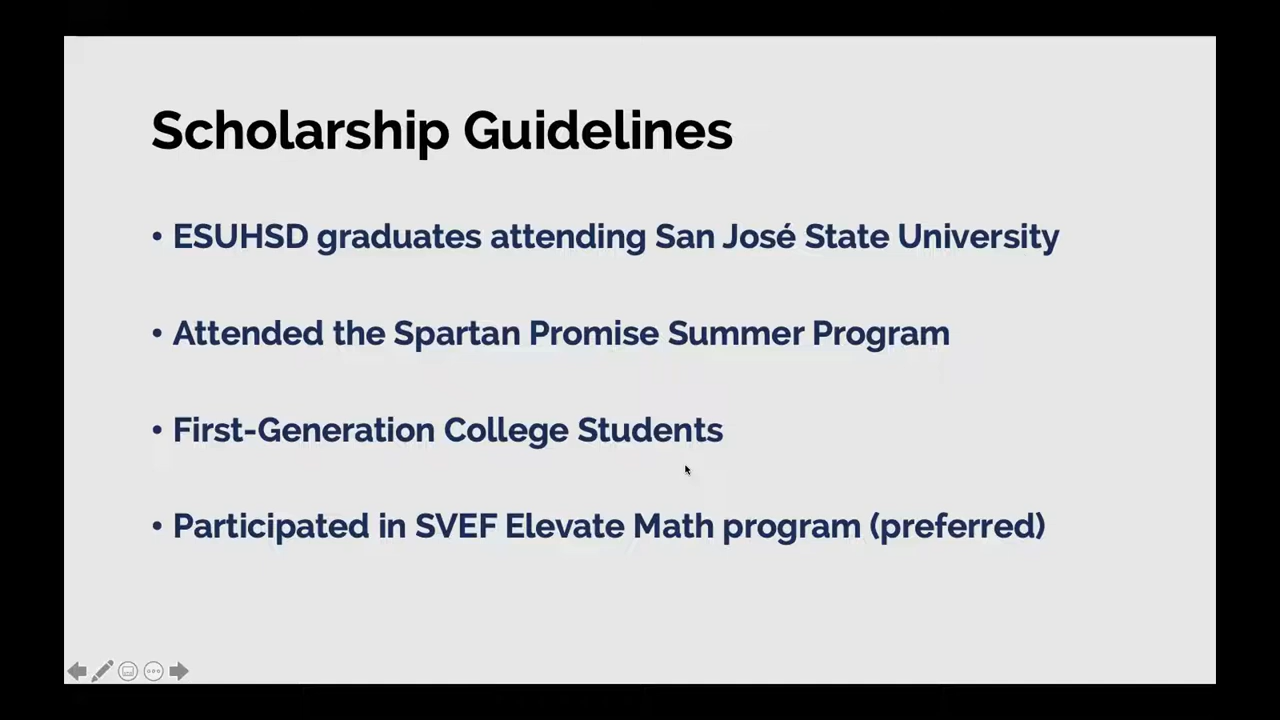 Scholarship Guidelines
• ESUHSD graduates attending San José State University
• Attended the Spartan Promise Summer Program
• First-Generation College Students
• Participated in SVEF Elevate Math program (preferred)